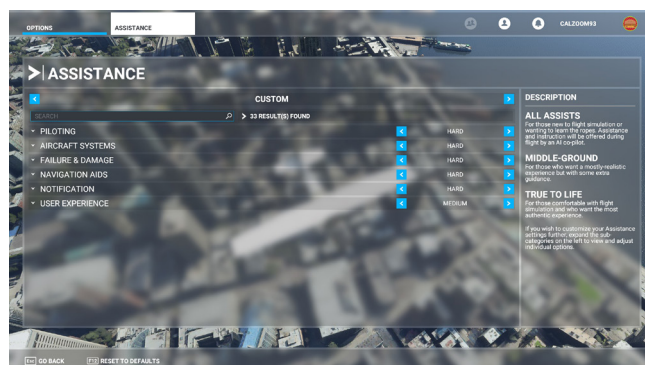 OPTIONS
ASSISTANCE
CALZOOM93
ASSISTANCE
CUSTOM
SEARCH
33 RESULT(S) FOUND
PILOTING HARD
AIRCRAFT SYSTEMS HARD
FAILURE & DAMAGE HARD
NAVIGATION AIDS HARD
NOTIFICATION HARD
USER EXPERIENCE MEDIUM
DESCRIPTION
ALL ASSISTS
For those new to flight simulation or
wanting to learn the ropes. Assistance
and instruction will be offered during
flight by an AI co-pilot.
MIDDLE-GROUND
For those who want a mostly-realistic
experience but with some extra
guidance.
TRUE TO LIFE
For those comfortable with flight
simulation and who want the most
authentic experience.
If you wish to customize your Assistance
settings further, expand the sub-
categories on the left to view and adjust
individual options.
Esc GO BACK
F12 RESET TO DEFAULTS